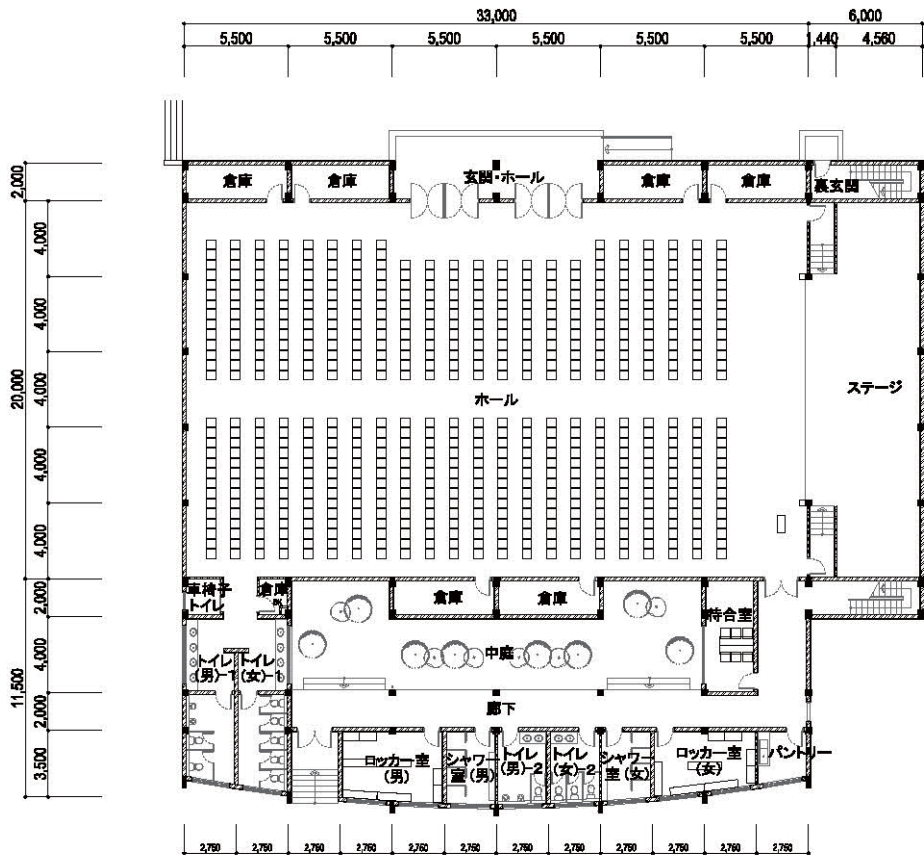 33,000
6,000
5,500
5,500
5,500
5,500
5,500
5,500
1,440
4,560
2,000
4,000
4,000
4,000
4,000
4,000
20,000
2,000
4,000
2,000
3,500
11,500
倉庫
倉庫
玄関・ホール
倉庫
倉庫
裏玄関
ホール
ステージ
車椅子
トイレ
倉庫
倉庫
倉庫
待合室
トイレ
(男)-1
トイレ
(女)-1
中庭
廊下
ロッカー室
(男)
シャワー
室(男)
トイレ
(男)-2
トイレ
(女)-2
シャワー
室(女)
ロッカー室
(女)
パントリー
2,750
2,750
2,750
2,750
2,750
2,750
2,750
2,750
2,750
2,750
2,750
2,750